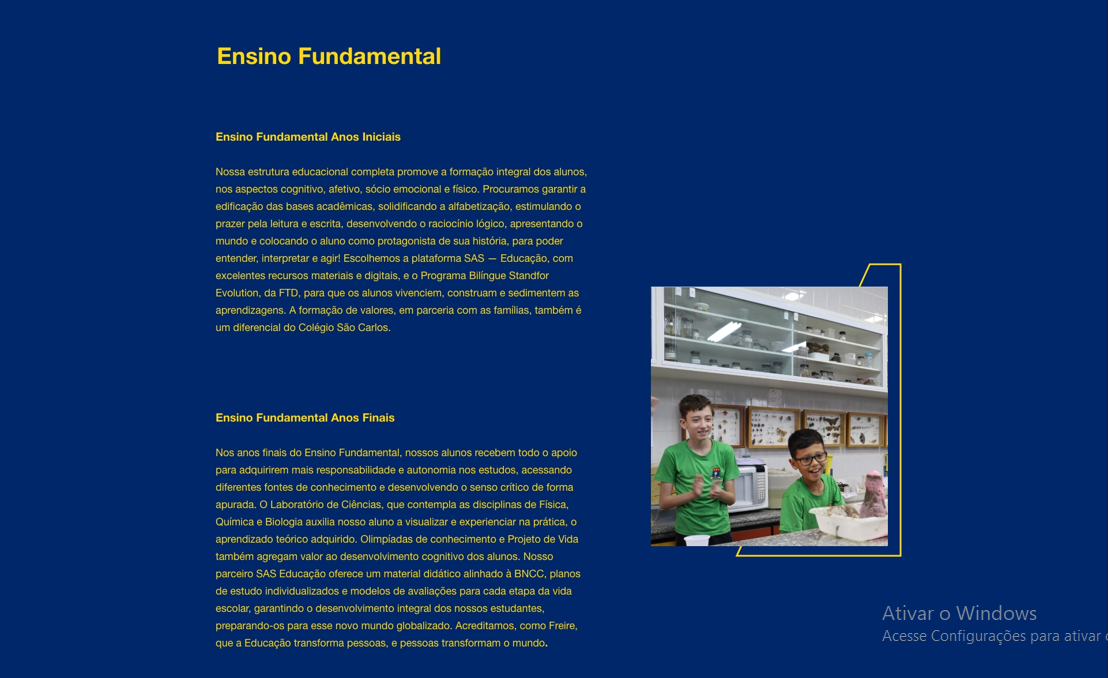 Ensino Fundamental
Ensino Fundamental Anos Iniciais
Nossa estrutura educacional completa promove a formação integral dos alunos,
nos aspectos cognitivo, afetivo, sócio emocional e físico. Procuramos garantir a
edificação das bases acadêmicas, solidificando a alfabetização, estimulando o
prazer pela leitura e escrita, desenvolvendo o raciocínio lógico, apresentando o
mundo e colocando o aluno como protagonista de sua história, para poder
entender, interpretar e agir! Escolhemos a plataforma SAS — Educação, com
excelentes recursos materiais e digitais, e o Programa Bilíngue Standfor
Evolution, da FTD, para que os alunos vivenciem, construam e sedimentem as
aprendizagens. A formação de valores, em parceria com as famílias, também é
um diferencial do Colégio São Carlos.
Ensino Fundamental Anos Finais
Nos anos finais do Ensino Fundamental, nossos alunos recebem todo o apoio
para adquirirem mais responsabilidade e autonomia nos estudos, acessando
diferentes fontes de conhecimento e desenvolvendo o senso crítico de forma
apurada. O Laboratório de Ciências, que contempla as disciplinas de Física,
Química e Biologia auxilia nosso aluno a visualizar e experienciar na prática, o
aprendizado teórico adquirido. Olimpíadas de conhecimento e Projeto de Vida
também agregam valor ao desenvolvimento cognitivo dos alunos. Nosso
parceiro SAS Educação oferece um material didático alinhado à BNCC, planos
de estudo individualizados e modelos de avaliações para cada etapa da vida
escolar, garantindo o desenvolvimento integral dos nossos estudantes,
preparando-os para esse novo mundo globalizado. Acreditamos, como Freire,
que a Educação transforma pessoas, e pessoas transformam o mundo.
Ativar o Windows
Acesse Configurações para ativar o